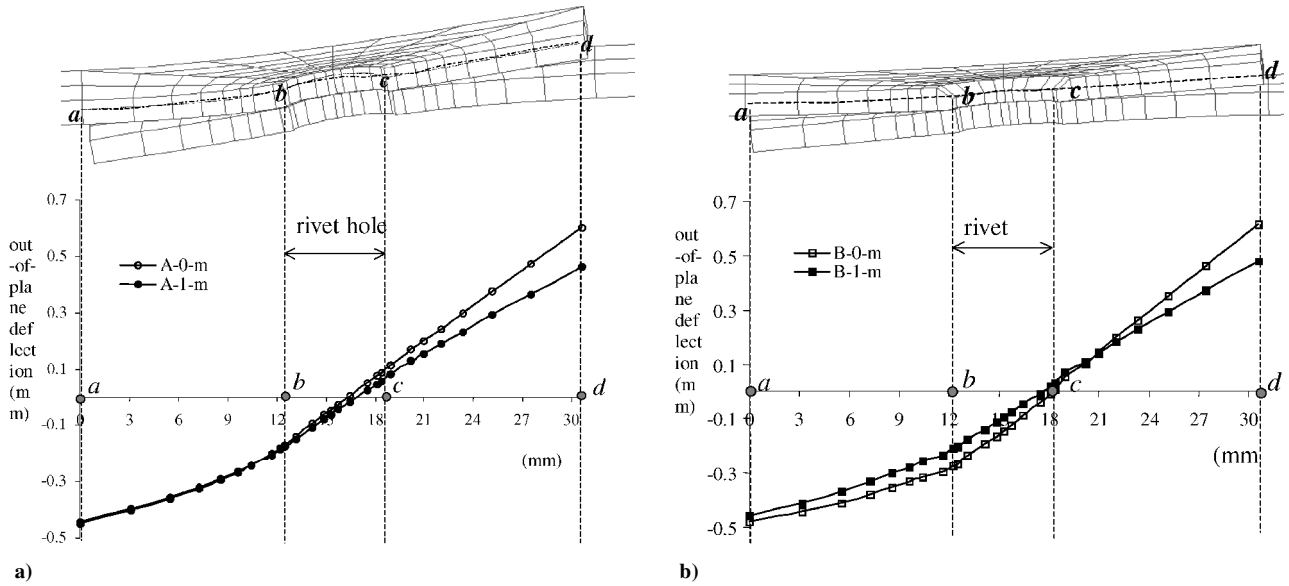 a
b
c
d
0.7
0.5
0.3
0.1
-0.1
-0.3
-0.5
out
-of-
pla
ne
def
lect
ion
(m
m)
rivet hole
A-0-m
A-1-m
a
b
c
d
0 3 6 9 12 15 18 21 24 27 30
(mm)
a)
a
b
c
d
0.7
0.5
0.3
0.1
-0.1
-0.3
-0.5
out
-of-
pla
ne
def
lect
ion
(m
m)
rivet
B-0-m
B-1-m
a
b
c
d
0 3 6 9 12 15 18 21 24 27 30
(mm
b)